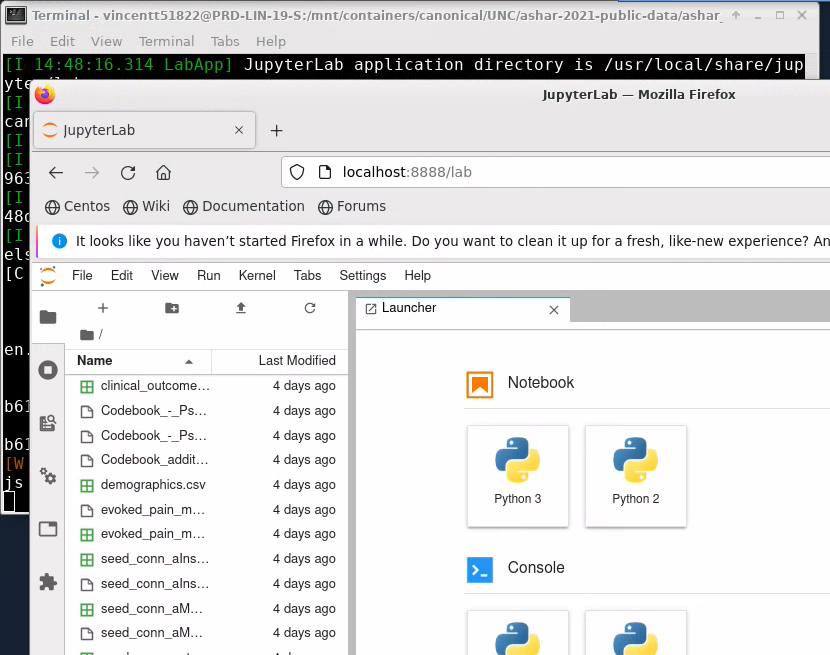 Terminal - vincentt51822@PRD-LIN-19-S:/mnt/containers/canonical/UNC/ashar-2021-public-data/ashar_
File Edit View Terminal Tabs Help
[I 14:48:16.314 LabApp] JupyterLab application directory is /usr/local/share/jup
yte
[I
JupyterLab — Mozilla Firefox
can
[I
JupyterLab
[I
963
localhost:8888/lab
[I
Centos Wiki Documentation Forums
48c
[I
It looks like you haven’t started Firefox in a while. Do you want to clean it up for a fresh, like-new experience? An
els
[C
File Edit View Run Kernel Tabs Settings Help
Launcher
/
en.
Name Last Modified
Notebook
clinical_outcome… 4 days ago
b61
Codebook_-_Ps… 4 days ago
Codebook_-_Ps… 4 days ago
b61
Codebook_addit… 4 days ago
[W
demographics.csv 4 days ago
js
Python 3 Python 2
evoked_pain_m… 4 days ago
evoked_pain_m… 4 days ago
seed_conn_aIns… 4 days ago
Console
seed_conn_aIns… 4 days ago
seed_conn_aM… 4 days ago
seed_conn_aM… 4 days ago